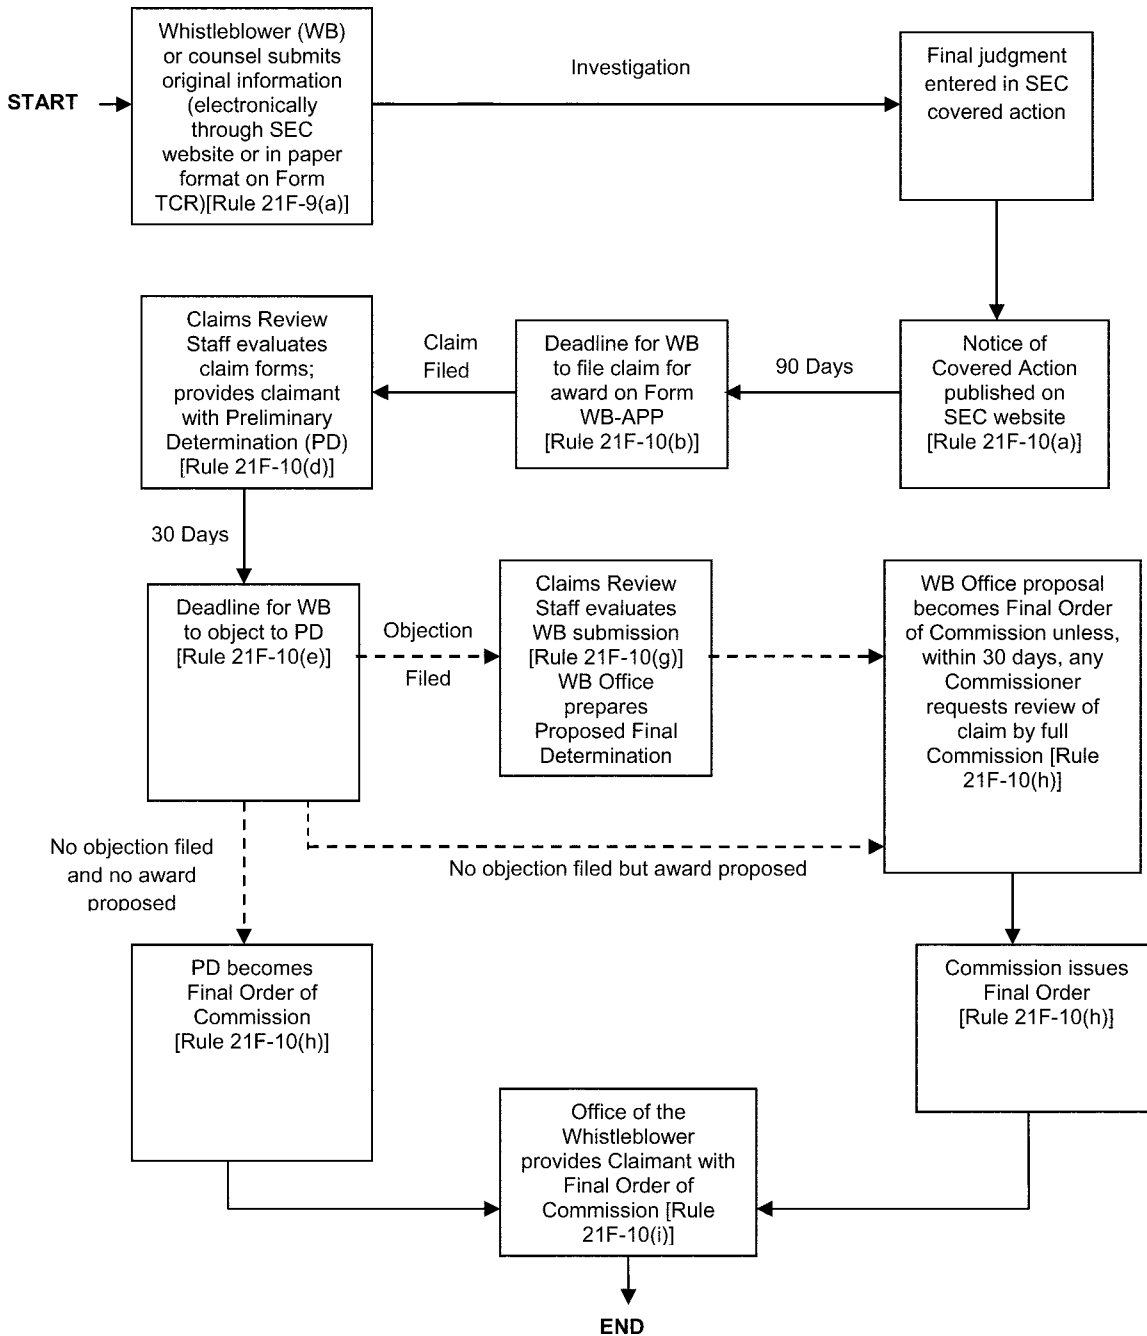 START
Whistleblower (WB)
or counsel submits
original information
(electronically
through SEC
website or in paper
format on Form
TCR)[Rule 21F-9(a)]
Investigation
Final judgment
entered in SEC
covered action
Notice of
Covered Action
published on
SEC website
[Rule 21F-10(a)]
90 Days
Deadline for WB
to file claim for
award on Form
WB-APP
[Rule 21F-10(b)]
Claim
Filed
Claims Review
Staff evaluates
claim forms;
provides claimant
with Preliminary
Determination (PD)
[Rule 21F-10(d)]
30 Days
Deadline for WB
to object to PD
[Rule 21F-10(e)]
Objection
Filed
Claims Review
Staff evaluates
WB submission
[Rule 21F-10(g)]
WB Office
prepares
Proposed Final
Determination
WB Office proposal
becomes Final Order
of Commission unless,
within 30 days, any
Commissioner
requests review of
claim by full
Commission [Rule
21F-10(h)]
No objection filed
and no award
proposed
No objection filed but award proposed
PD becomes
Final Order of
Commission
[Rule 21F-10(h)]
Commission issues
Final Order
[Rule 21F-10(h)]
Office of the
Whistleblower
provides Claimant with
Final Order of
Commission [Rule
21F-10(i)]
END